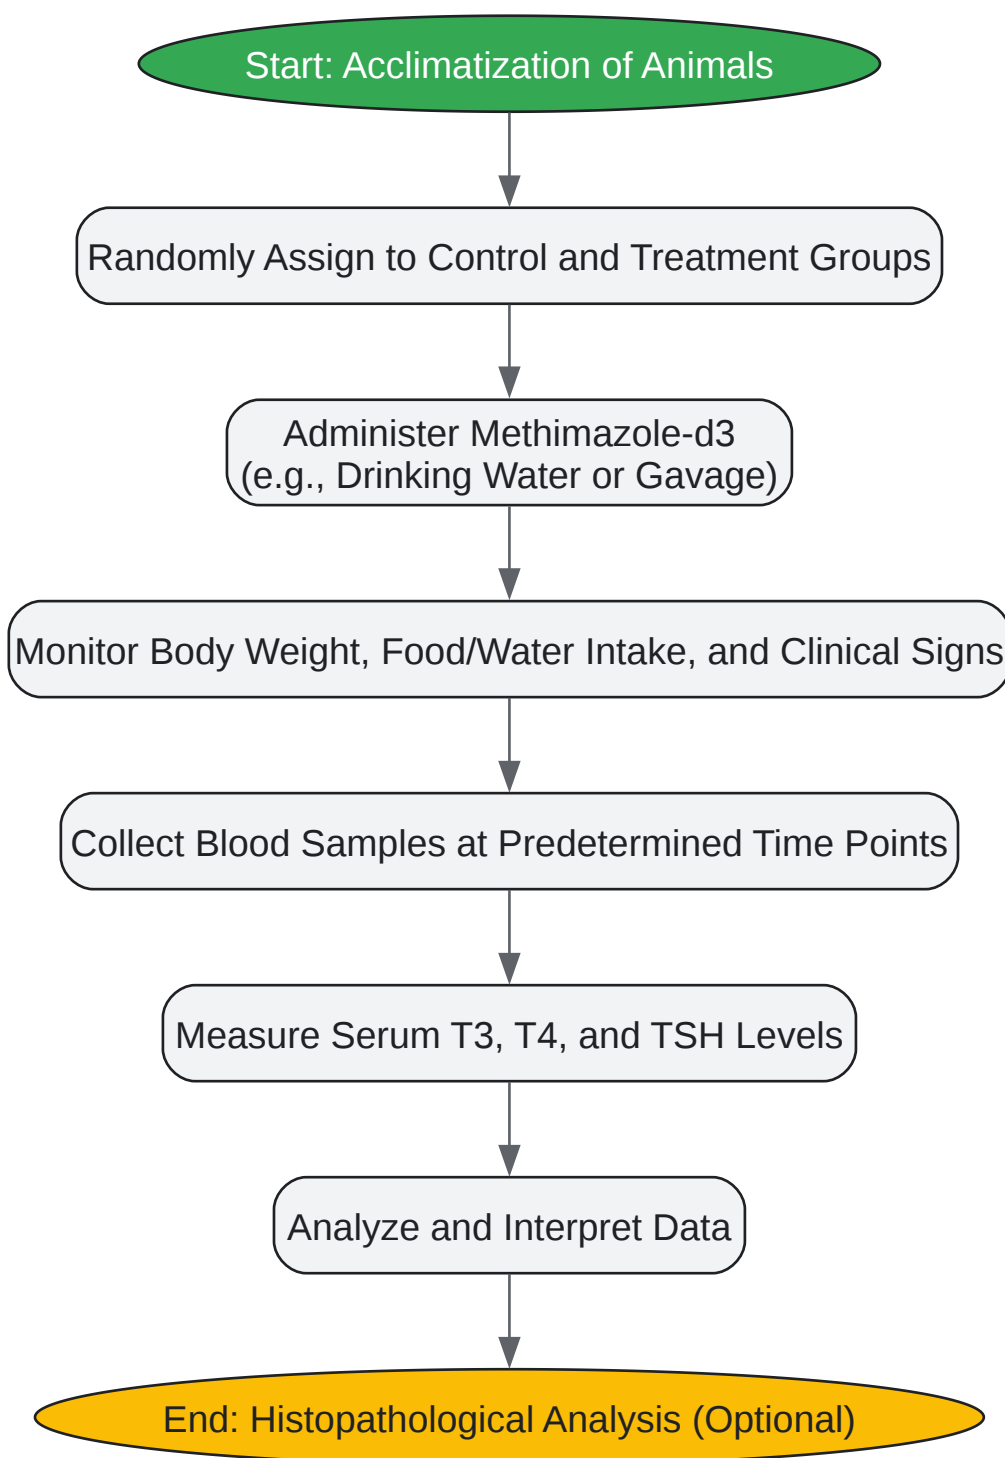 Start: Acclimatization of Animals
Randomly Assign to Control and Treatment Groups
Administer Methimazole-d3
(e.g., Drinking Water or Gavage)
Monitor Body Weight, Food/Water Intake, and Clinical Signs
Collect Blood Samples at Predetermined Time Points
Measure Serum T3, T4, and TSH Levels
Analyze and Interpret Data
End: Histopathological Analysis (Optional)